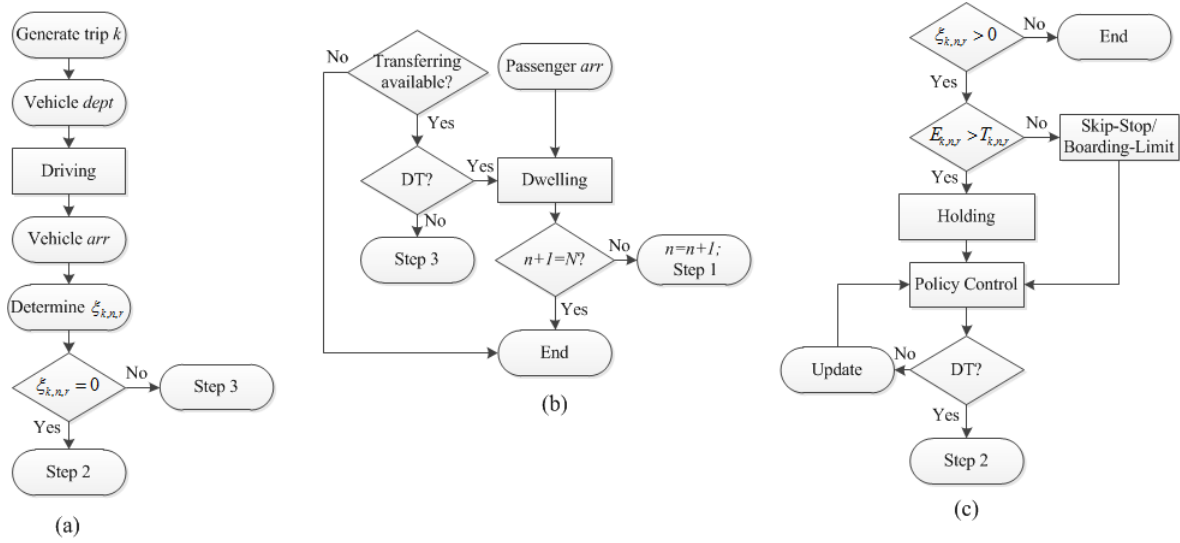 Generate trip k
Vehicle dept
Driving
Vehicle arr
Determine ξk,n,r
ξk,n,r = 0
No
Step 3
Yes
Step 2
(a)
No
Transferring
available?
Passenger arr
Yes
DT?
Yes
Dwelling
No
Step 3
n+1=N?
No
n=n+1;
Step 1
Yes
End
(b)
ξk,n,r > 0
No
End
Yes
Ek,n,r > Tk,n,r
No
Skip-Stop/
Boarding-Limit
Yes
Holding
Policy Control
DT?
No
Update
Yes
Step 2
(c)